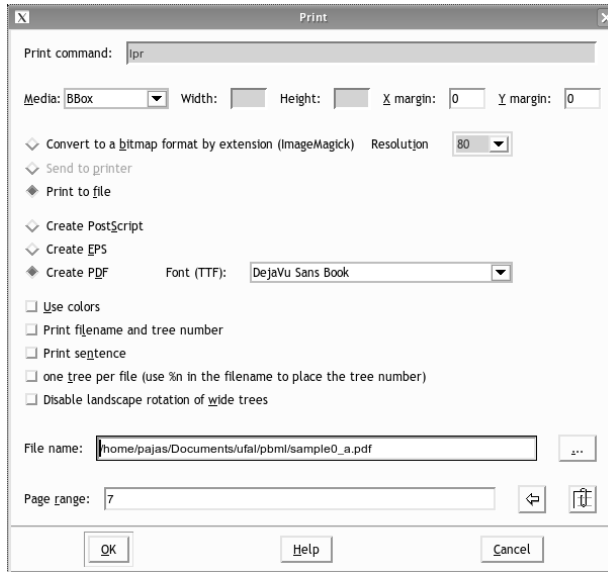 Print
Print command: lpr
Media: BBox Width: Height: X margin: 0 Y margin: 0
Convert to a bitmap format by extension (ImageMagick) Resolution 80
Send to printer
Print to file
Create PostScript
Create EPS
Create PDF Font (TTF): DejaVu Sans Book
Use colors
Print filename and tree number
Print sentence
one tree per file (use %n in the filename to place the tree number)
Disable landscape rotation of wide trees
File name: /home/pajas/Documents/ufal/pbml/sample0_a.pdf ...
Page range: 7
OK Help Cancel